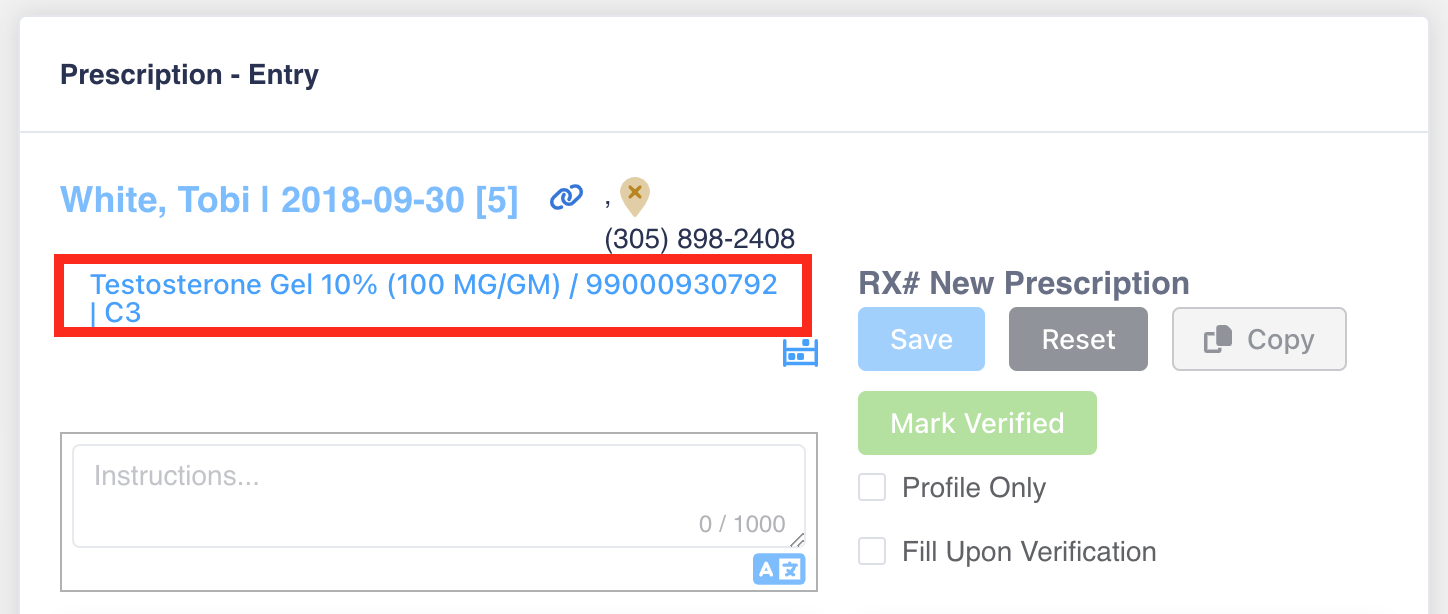 Prescription - Entry
White, Tobi | 2018-09-30 [5]
,
(305) 898-2408
Testosterone Gel 10% (100 MG/GM) / 99000930792
| C3
RX# New Prescription
Save
Reset
Copy
Mark Verified
Instructions...
0 / 1000
A 文
Profile Only
Fill Upon Verification